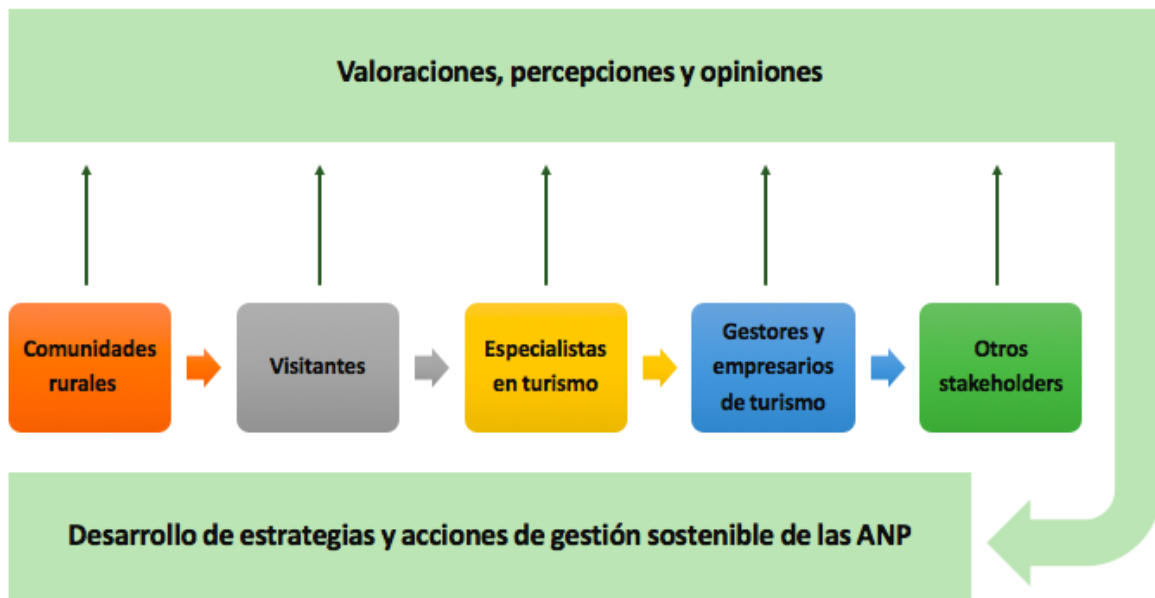 Valoraciones, percepciones y opiniones
Comunidades
rurales
Visitantes
Especialistas
en turismo
Gestores y
empresarios
de turismo
Otros
stakeholders
Desarrollo de estrategias y acciones de gestión sostenible de las ANP